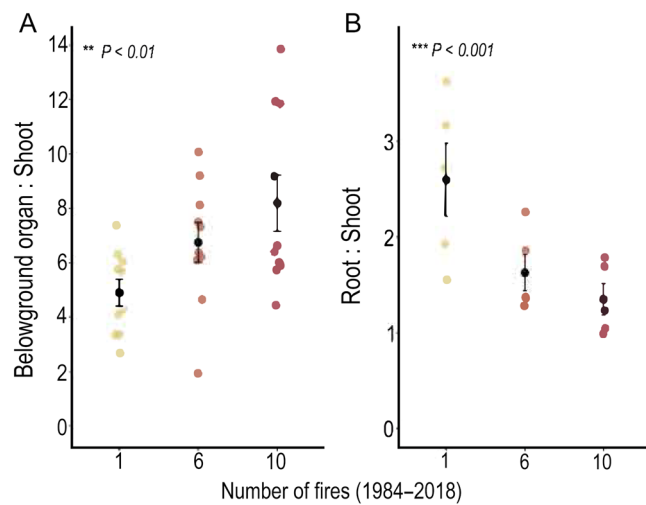 A
** P < 0.01
Belowground organ : Shoot
14
12
10
8
6
4
2
0
1 6 10
B
*** P < 0.001
Root : Shoot
3
2
1
0
1 6 10
Number of fires (1984–2018)